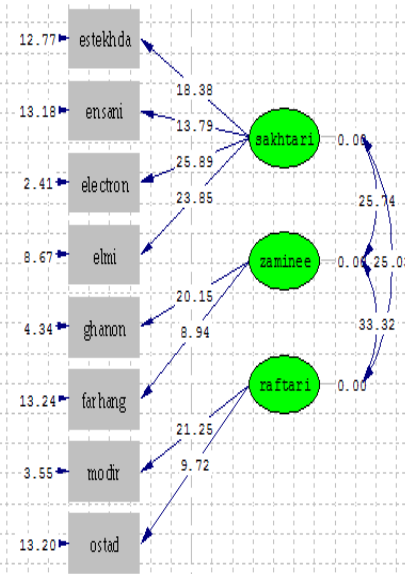 12.77 estekhda
18.38
13.18 ensani
13.79
sakhtari 0.00
25.89
2.41 electron
23.85
25.74
8.67 elmi
zaminee 0.00
25.0
20.15
4.34 ghanon
8.94
33.32
13.24 farhang
raftari 0.00
21.25
3.55 modir
9.72
13.20 ostad